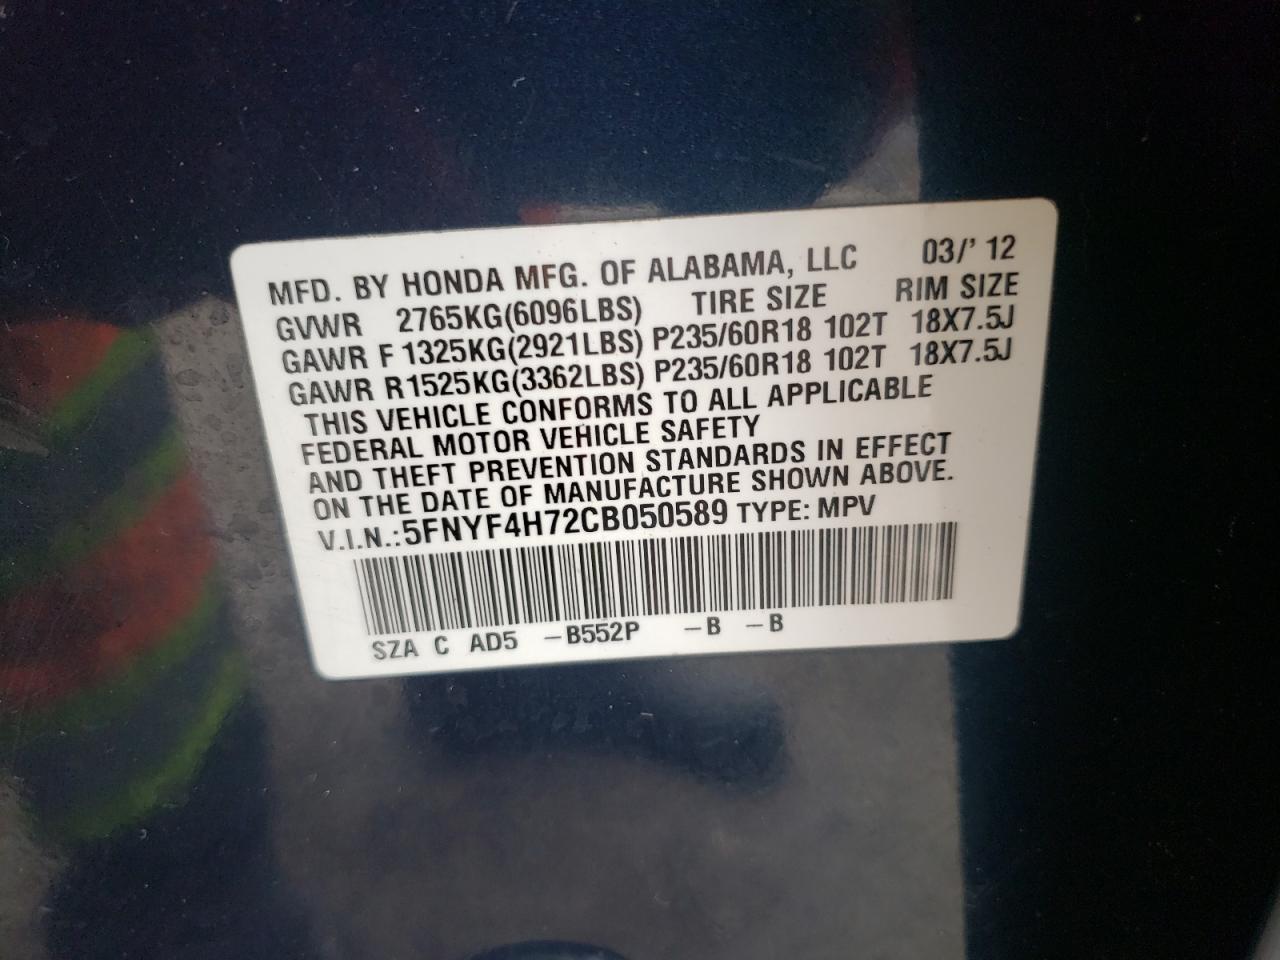 MFD. BY HONDA MFG. OF ALABAMA, LLC 03/' 12
GVWR 2765KG(6096LBS) TIRE SIZE RIM SIZE
GAWR F 1325KG(2921LBS) P235/60R18 102T 18X7.5J
GAWR R1525KG(3362LBS) P235/60R18 102T 18X7.5J
THIS VEHICLE CONFORMS TO ALL APPLICABLE
FEDERAL MOTOR VEHICLE SAFETY
AND THEFT PREVENTION STANDARDS IN EFFECT
ON THE DATE OF MANUFACTURE SHOWN ABOVE.
V.I.N.:5FNYF4H72CB050589 TYPE: MPV
SZA C AD5 -B552P -B -B